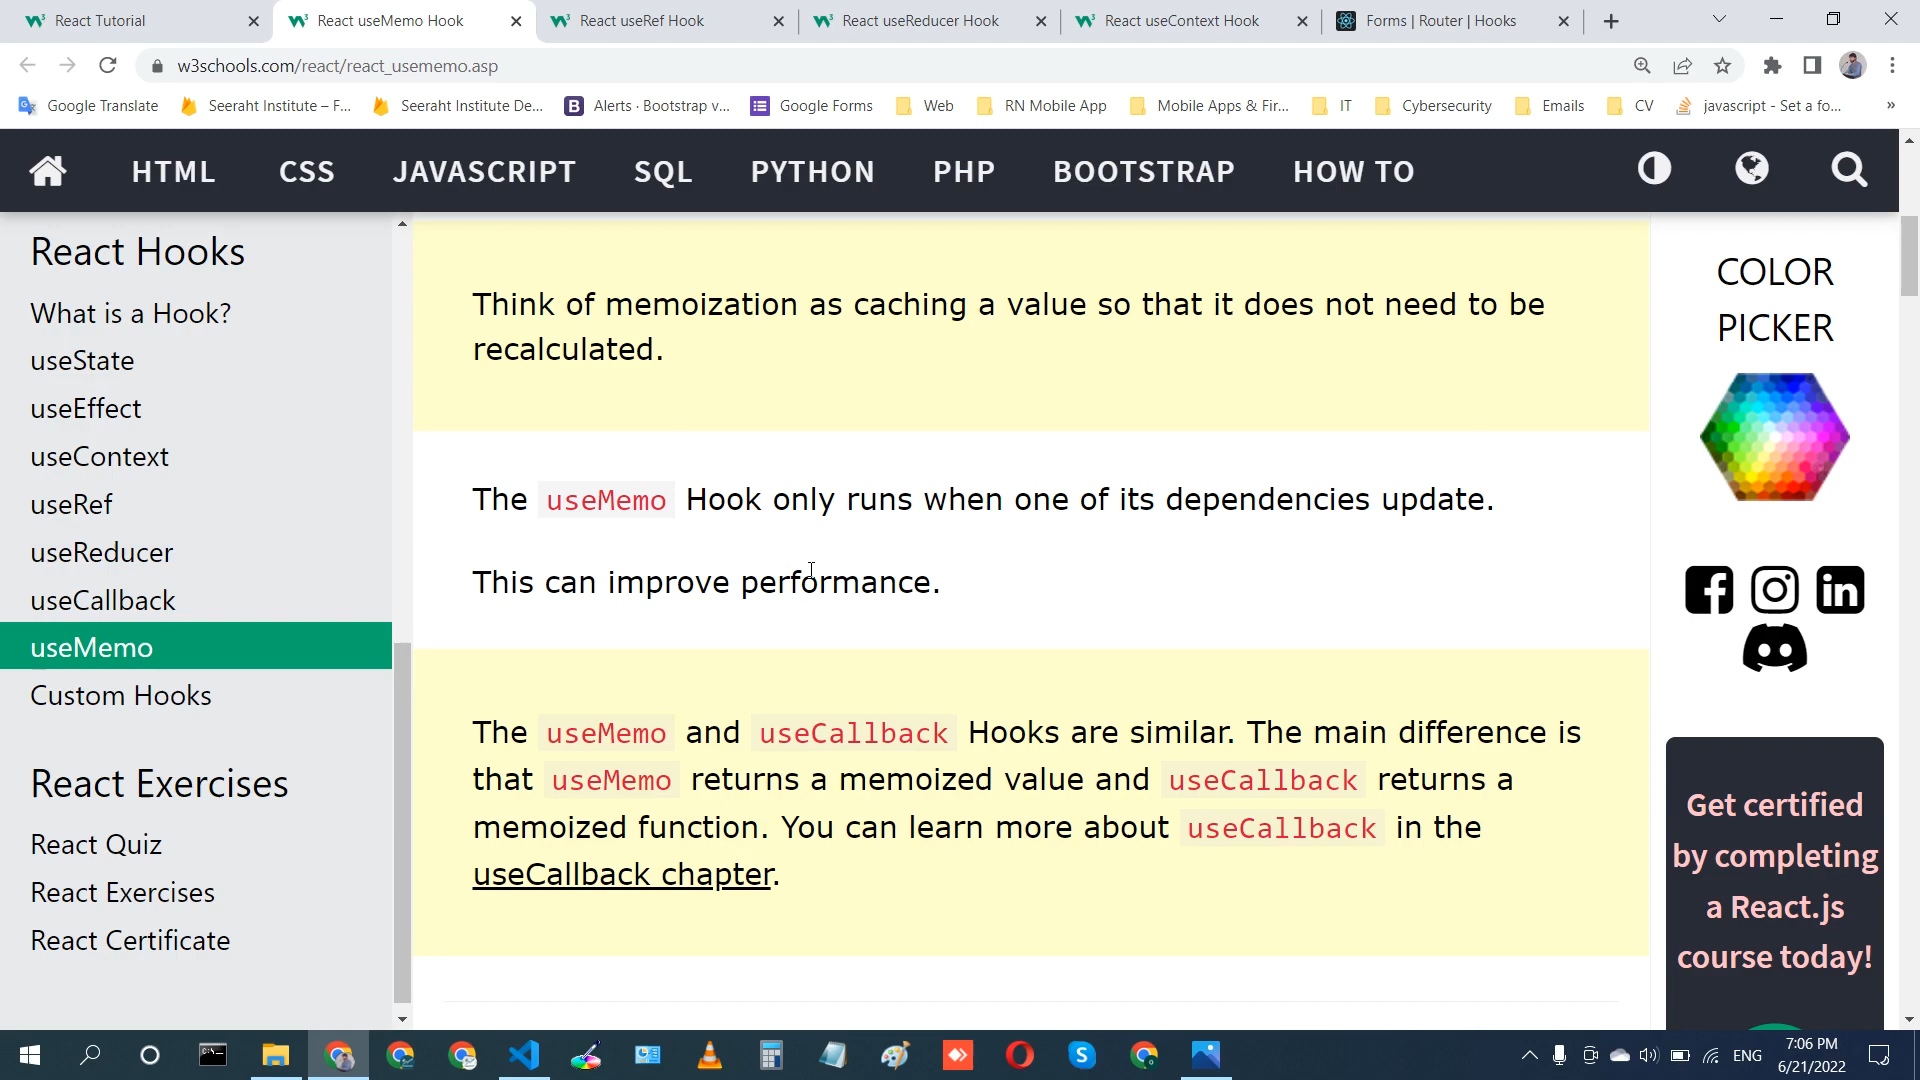 React Tutorial
React useMemo Hook
React useRef Hook
React useReducer Hook
React useContext Hook
Forms | Router | Hooks
w3schools.com/react/react_usememo.asp
Google Translate
Seeraht Institute – F...
Seeraht Institute De...
Alerts · Bootstrap v...
Google Forms
Web
RN Mobile App
Mobile Apps & Fir...
IT
Cybersecurity
Emails
CV
javascript - Set a fo...
»
HTML
CSS
JAVASCRIPT
SQL
PYTHON
PHP
BOOTSTRAP
HOW TO
React Hooks
What is a Hook?
useState
useEffect
useContext
useRef
useReducer
useCallback
useMemo
Custom Hooks
React Exercises
React Quiz
React Exercises
React Certificate
Think of memoization as caching a value so that it does not need to be
recalculated.
The useMemo Hook only runs when one of its dependencies update.
This can improve performance.
The useMemo and useCallback Hooks are similar. The main difference is
that useMemo returns a memoized value and useCallback returns a
memoized function. You can learn more about useCallback in the
useCallback chapter.
COLOR
PICKER
Get certified
by completing
a React.js
course today!
ENG
7:06 PM
6/21/2022